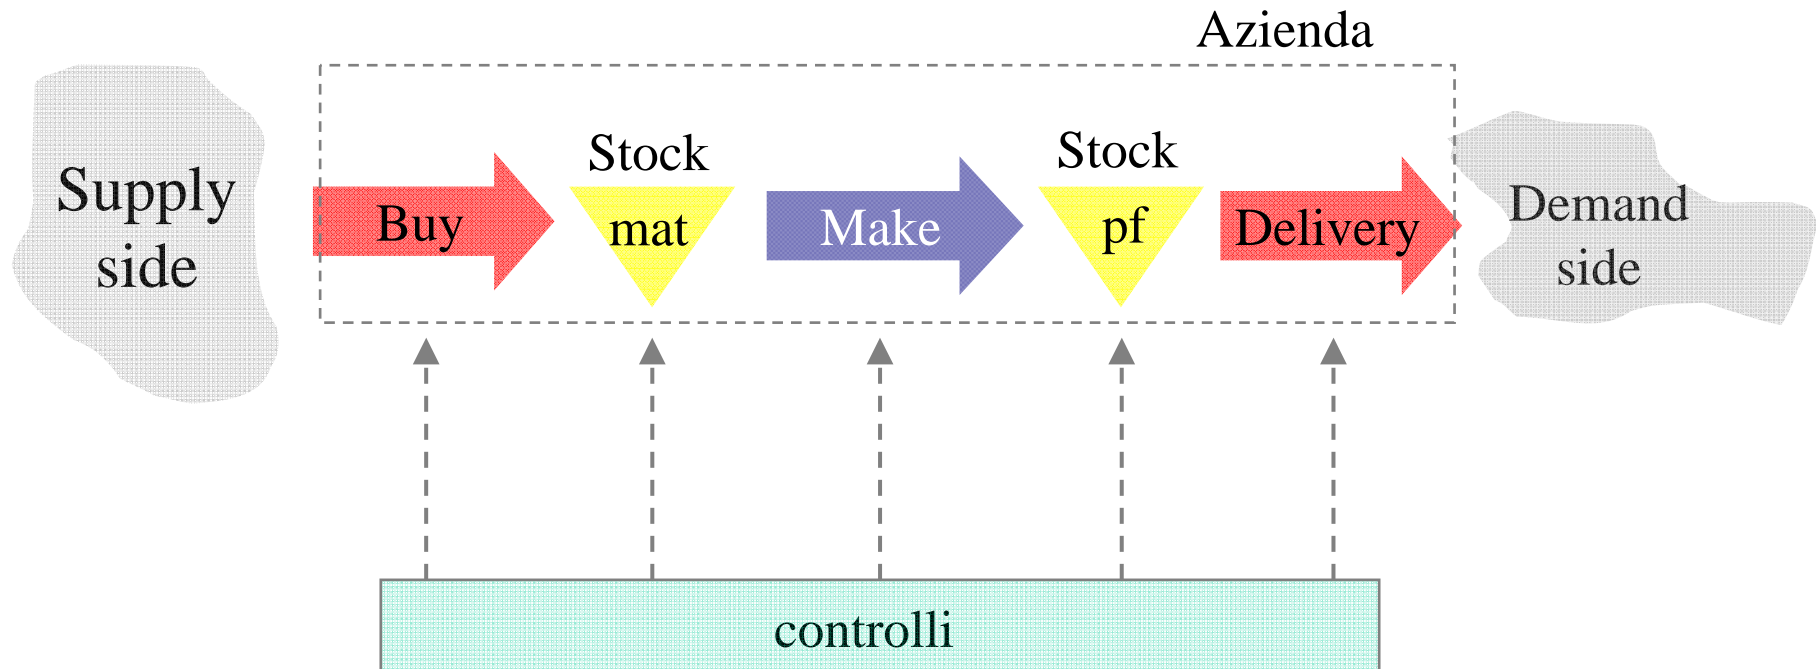 Azienda
Supply
side
Buy
Stock
mat
Make
Stock
pf
Delivery
Demand
side
controlli